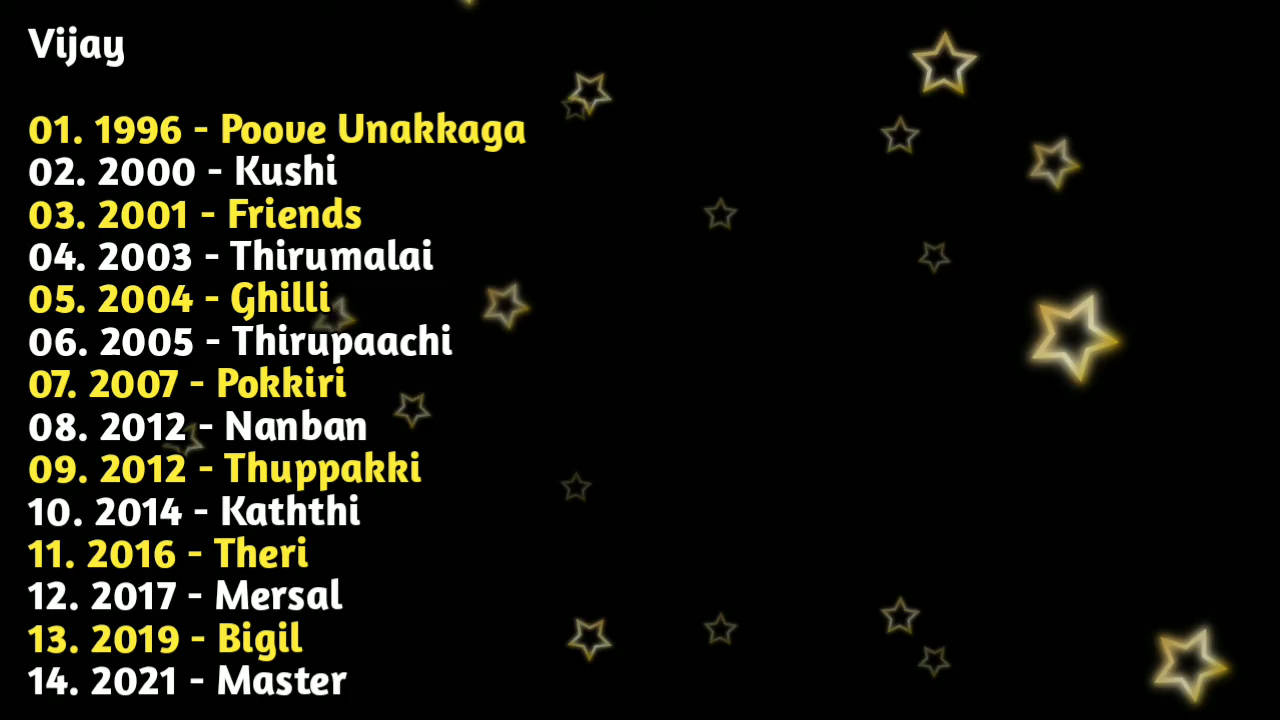 Vijay
01. 1996 - Poove Unakkaga
02. 2000 - Kushi
03. 2001 - Friends
04. 2003 - Thirumalai
05. 2004 - Ghilli
06. 2005 - Thirupaachi
07. 2007 - Pokkiri
08. 2012 - Nanban
09. 2012 - Thuppakki
10. 2014 - Kaththi
11. 2016 - Theri
12. 2017 - Mersal
13. 2019 - Bigil
14. 2021 - Master